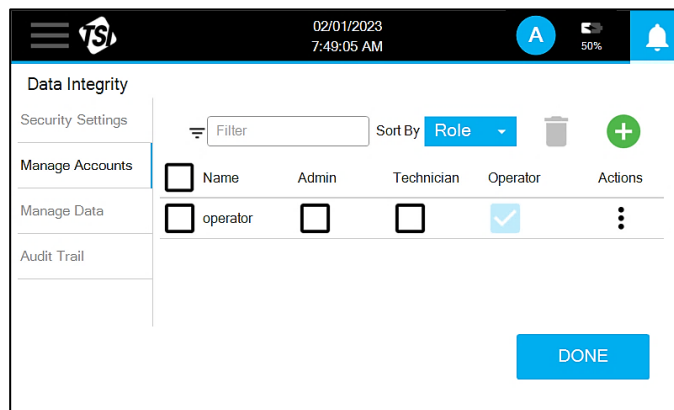 TSI
02/01/2023
7:49:05 AM
A
50%
Data Integrity
Security Settings
Manage Accounts
Manage Data
Audit Trail
Filter
Sort By Role
Name Admin Technician Operator Actions
operator
DONE